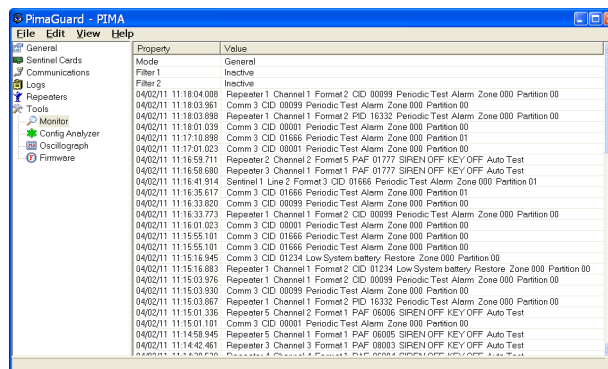 PimaGuard - PIMA
File Edit View Help
General
Sentinel Cards
Communications
Logs
Repeaters
Tools
Monitor
Config Analyzer
Oscillograph
Firmware
Property Value
Mode General
Filter 1 Inactive
Filter 2 Inactive
04/02/11 11:18:04.008 Repeater 1 Channel 1 Format 2 CID 00099 Periodic Test Alarm Zone 000 Partition 00
04/02/11 11:18:03.961 Comm 3 CID 00099 Periodic Test Alarm Zone 000 Partition 00
04/02/11 11:18:03.898 Repeater 1 Channel 1 Format 2 PID 16332 Periodic Test Alarm Zone 000 Partition 00
04/02/11 11:18:01.039 Comm 3 CID 00001 Periodic Test Alarm Zone 000 Partition 00
04/02/11 11:17:10.898 Comm 3 CID 01666 Periodic Test Alarm Zone 000 Partition 00
04/02/11 11:17:01.023 Comm 3 CID 00001 Periodic Test Alarm Zone 000 Partition 00
04/02/11 11:16:59.711 Repeater 2 Channel 2 Format 5 PAF 01777 SIREN OFF KEY OFF Auto Test
04/02/11 11:16:58.680 Repeater 3 Channel 1 Format 1 PAF 01777 SIREN OFF KEY OFF Auto Test
04/02/11 11:16:41.914 Sentinel 1 Line 2 Format 3 CID 01666 Periodic Test Alarm Zone 000 Partition 01
04/02/11 11:16:35.617 Comm 3 CID 01666 Periodic Test Alarm Zone 000 Partition 01
04/02/11 11:16:33.820 Comm 3 CID 00099 Periodic Test Alarm Zone 000 Partition 00
04/02/11 11:16:33.773 Repeater 1 Channel 1 Format 2 CID 00099 Periodic Test Alarm Zone 000 Partition 00
04/02/11 11:16:01.023 Comm 3 CID 00001 Periodic Test Alarm Zone 000 Partition 00
04/02/11 11:15:55.101 Comm 3 CID 01666 Periodic Test Alarm Zone 000 Partition 00
04/02/11 11:15:55.101 Comm 3 CID 01666 Periodic Test Alarm Zone 000 Partition 00
04/02/11 11:15:16.945 Comm 3 CID 01234 Low System battery Restore Zone 000 Partition 00
04/02/11 11:15:16.883 Repeater 1 Channel 1 Format 2 CID 01234 Low System battery Restore Zone 000 Partition 00
04/02/11 11:15:03.976 Repeater 1 Channel 1 Format 2 CID 00099 Periodic Test Alarm Zone 000 Partition 00
04/02/11 11:15:03.930 Comm 3 CID 00099 Periodic Test Alarm Zone 000 Partition 00
04/02/11 11:15:03.867 Repeater 1 Channel 1 Format 2 PID 16332 Periodic Test Alarm Zone 000 Partition 00
04/02/11 11:15:01.336 Repeater 5 Channel 2 Format 1 PAF 06006 SIREN OFF KEY OFF Auto Test
04/02/11 11:15:01.101 Comm 3 CID 00001 Periodic Test Alarm Zone 000 Partition 00
04/02/11 11:14:58.945 Repeater 5 Channel 4 Format 1 PAF 06005 SIREN OFF KEY OFF Auto Test
04/02/11 11:14:42.461 Repeater 3 Channel 3 Format 1 PAF 08003 SIREN OFF KEY OFF Auto Test